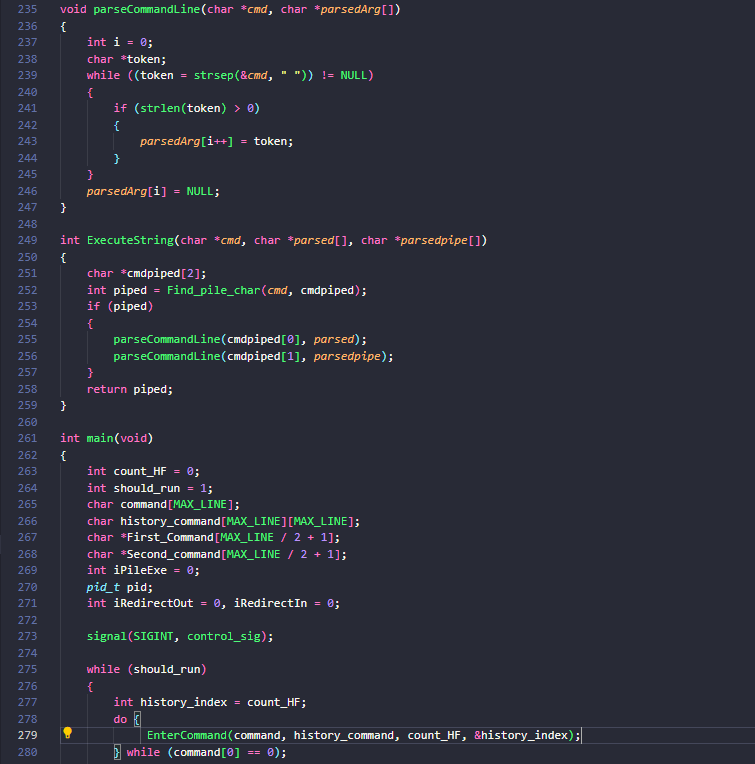 235 void parseCommandLine(char *cmd, char *parsedArg[])
236 {
237     int i = 0;
238     char *token;
239     while ((token = strsep(&cmd, " ")) != NULL)
240     {
241         if (strlen(token) > 0)
242         {
243             parsedArg[i++] = token;
244         }
245     }
246     parsedArg[i] = NULL;
247 }
248
249 int ExecuteString(char *cmd, char *parsed[], char *parsedpipe[])
250 {
251     char *cmdpiped[2];
252     int piped = Find_pile_char(cmd, cmdpiped);
253     if (piped)
254     {
255         parseCommandLine(cmdpiped[0], parsed);
256         parseCommandLine(cmdpiped[1], parsedpipe);
257     }
258     return piped;
259 }
260
261 int main(void)
262 {
263     int count_HF = 0;
264     int should_run = 1;
265     char command[MAX_LINE];
266     char history_command[MAX_LINE][MAX_LINE];
267     char *First_Command[MAX_LINE / 2 + 1];
268     char *Second_command[MAX_LINE / 2 + 1];
269     int iPileExe = 0;
270     pid_t pid;
271     int iRedirectOut = 0, iRedirectIn = 0;
272
273     signal(SIGINT, control_sig);
274
275     while (should_run)
276     {
277         int history_index = count_HF;
278         do {
279             EnterCommand(command, history_command, count_HF, &history_index);
280         } while (command[0] == 0);